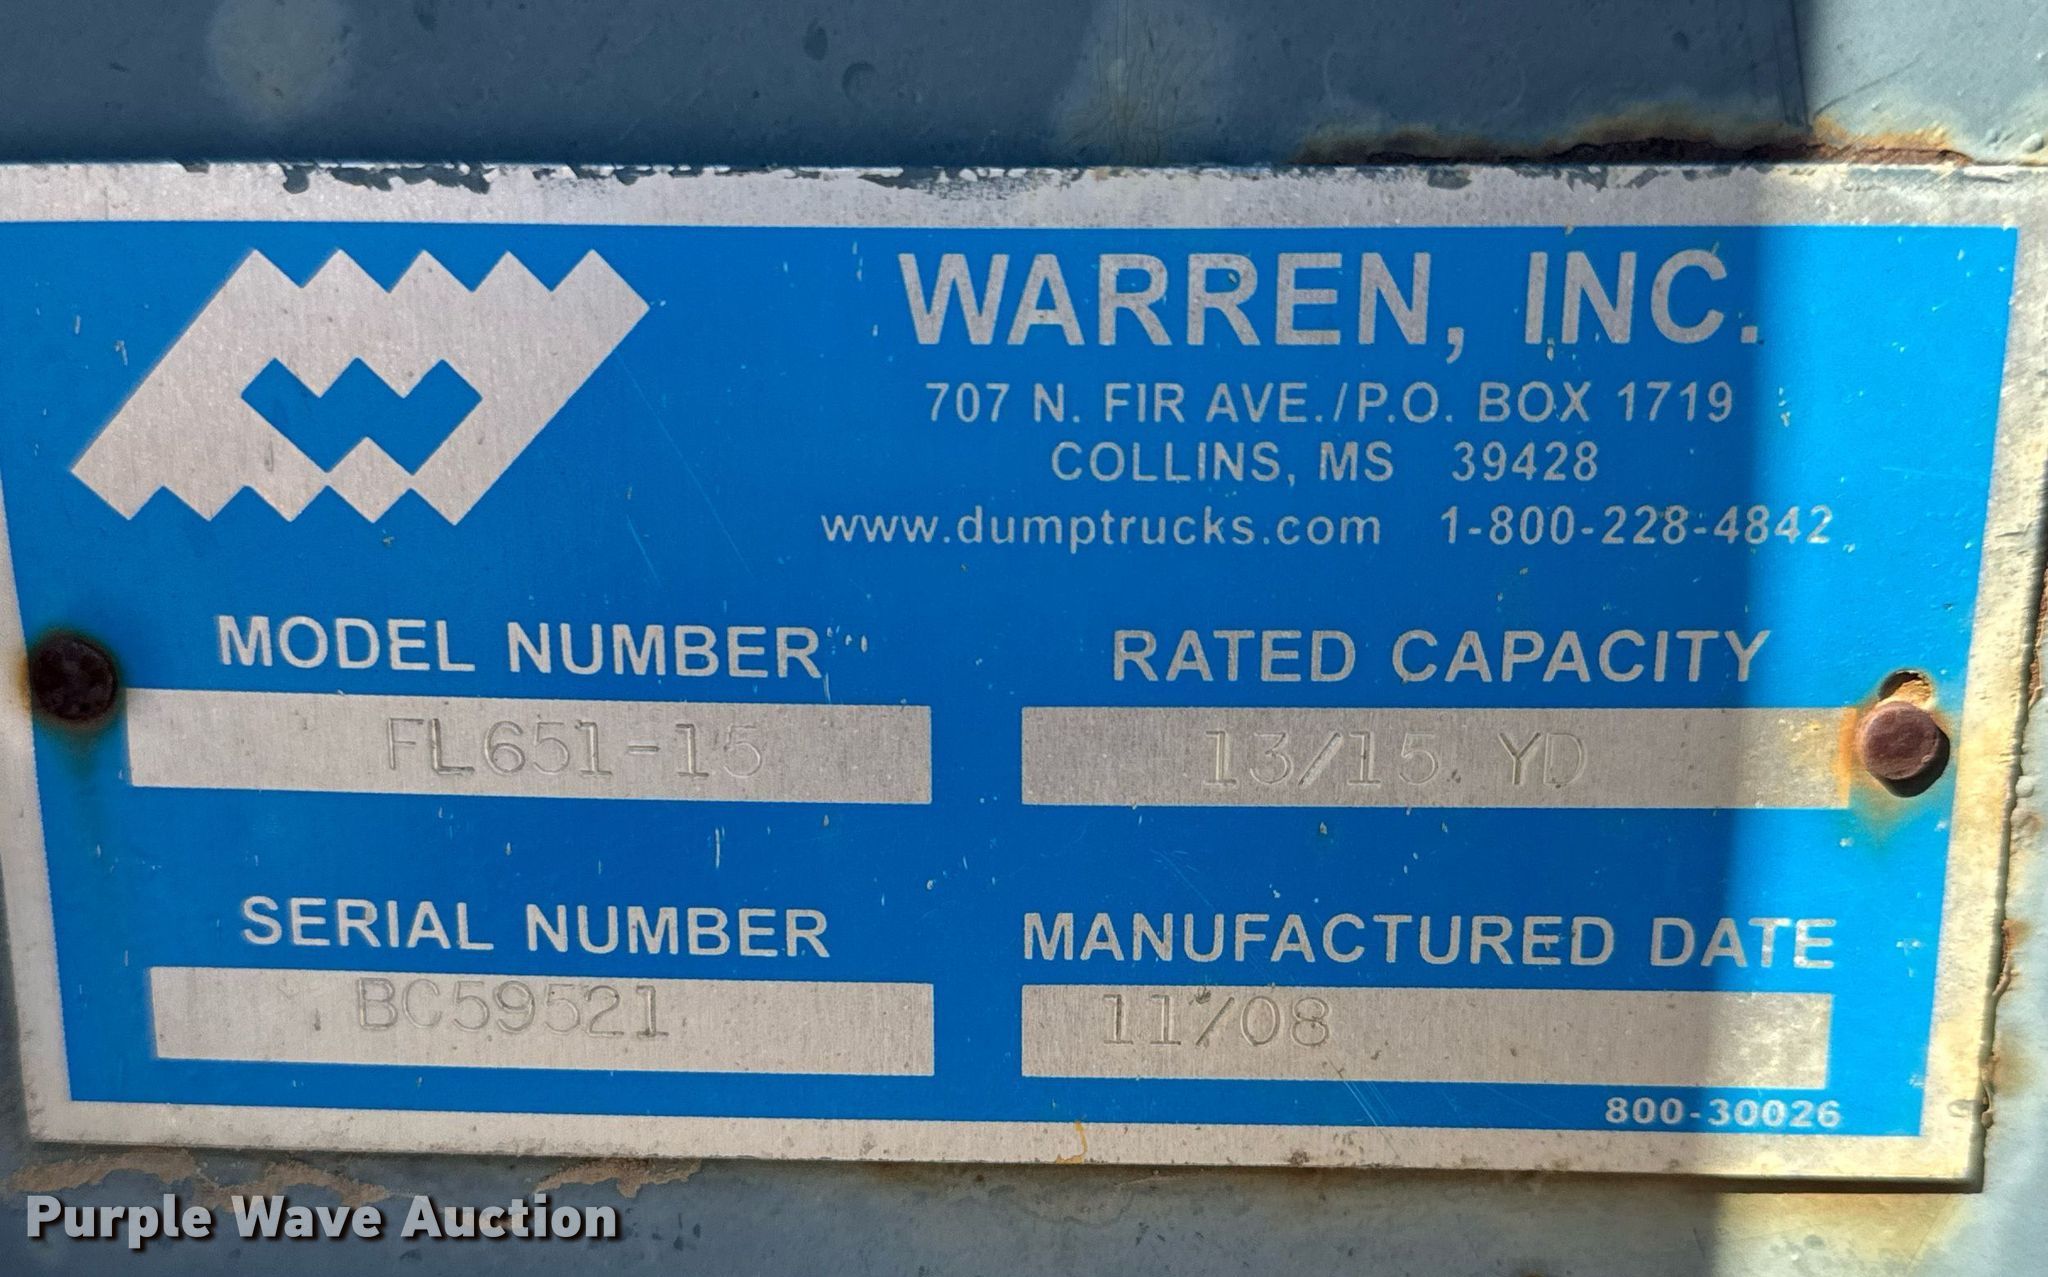 WARREN, INC.
707 N. FIR AVE./P.O. BOX 1719
COLLINS, MS 39428
www.dumptrucks.com 1-800-228-4842
MODEL NUMBER
FL651-15
RATED CAPACITY
13/15 YD
SERIAL NUMBER
BC59521
MANUFACTURED DATE
11/08
800-30026
Purple Wave Auction